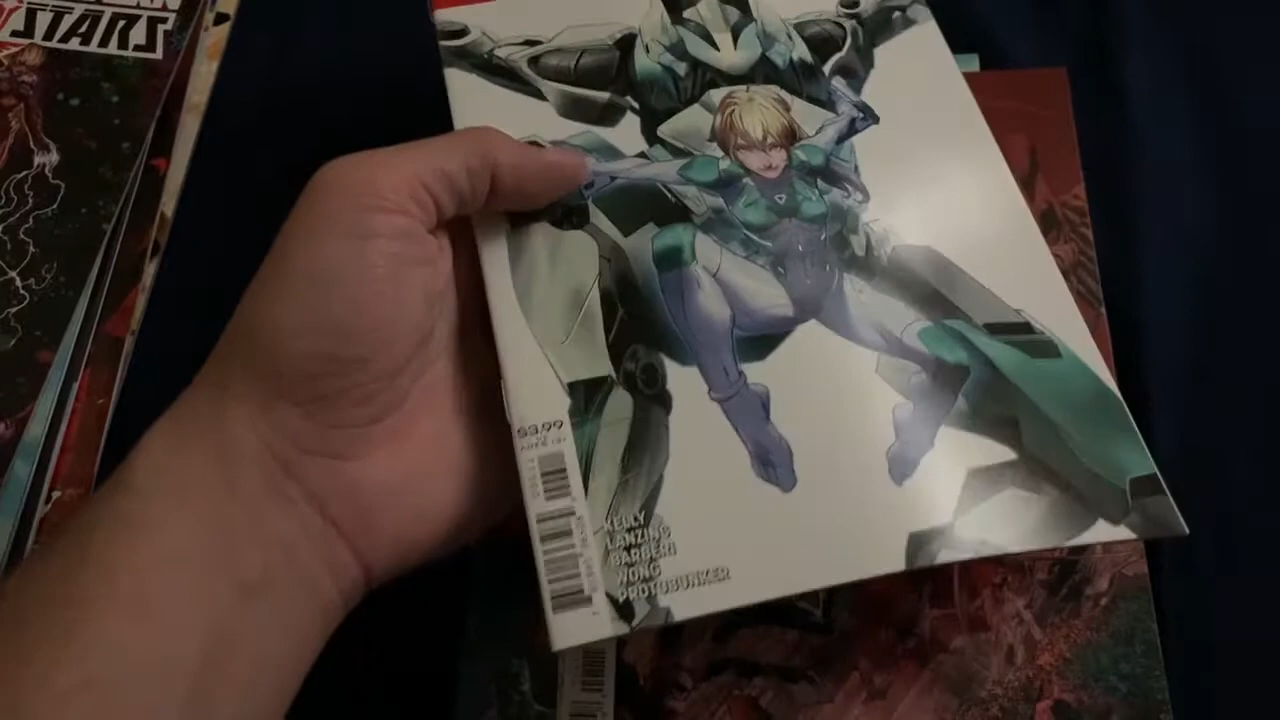 STARS
$3.99
KELLY
LANZING
BARBERI
WONG
PROTOBUNKER